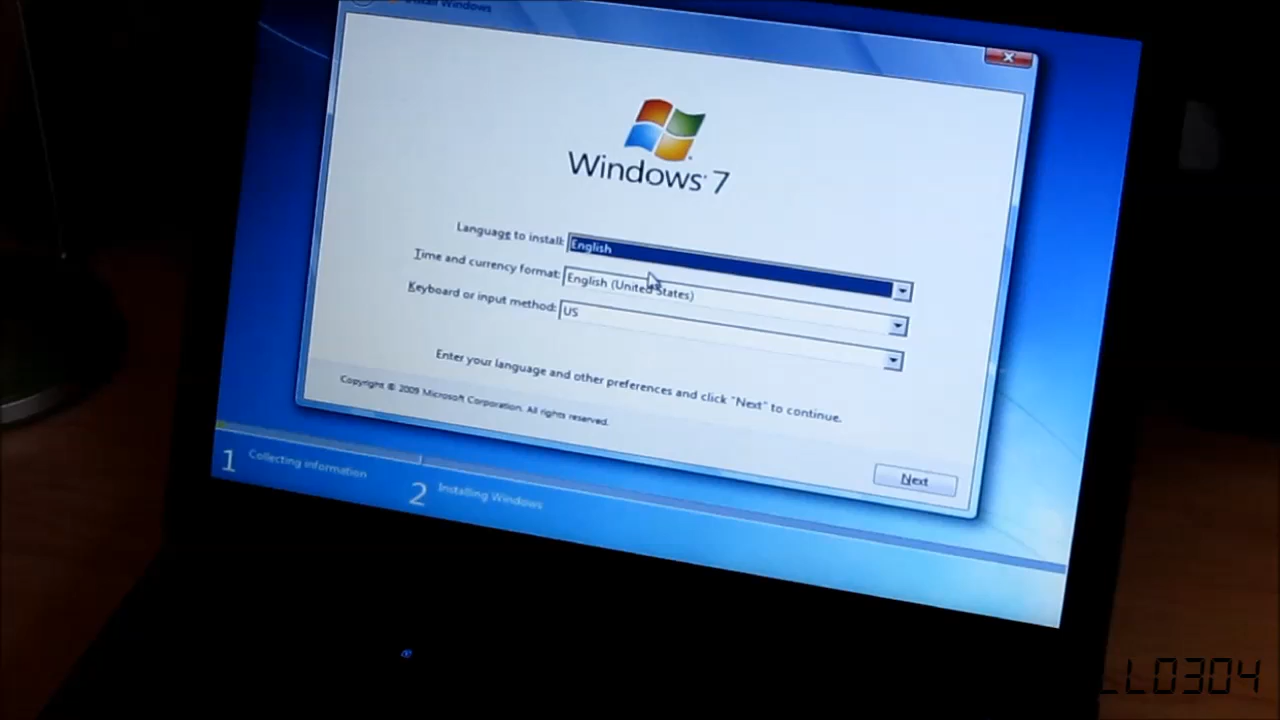 Install Windows
Windows 7
Language to install: English
Time and currency format: English (United States)
Keyboard or input method: US
Enter your language and other preferences and click "Next" to continue.
Copyright © 2009 Microsoft Corporation. All rights reserved.
Next
1 Collecting information
2 Installing Windows
LL0304